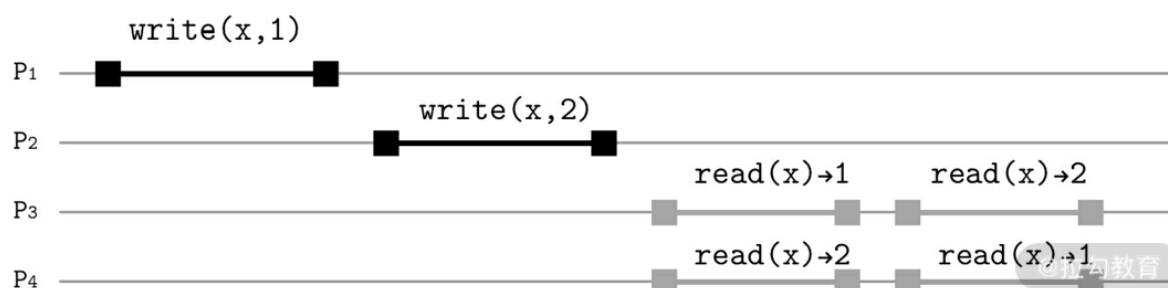 write(x,1)
P1
write(x,2)
P2
read(x)→1 read(x)→2
P3
read(x)→2 read(x)→1
@拉勾教育
P4